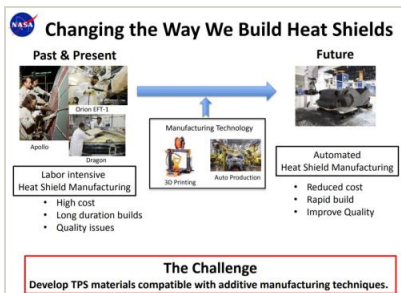 NASA
Changing the Way We Build Heat Shields
Past & Present
Future
Orion EFT-1
Apollo
Dragon
Labor intensive
Heat Shield Manufacturing
• High cost
• Long duration builds
• Quality issues
Manufacturing Technology
3D Printing
Auto Production
Automated
Heat Shield Manufacturing
• Reduced cost
• Rapid build
• Improve Quality
The Challenge
Develop TPS materials compatible with additive manufacturing techniques.